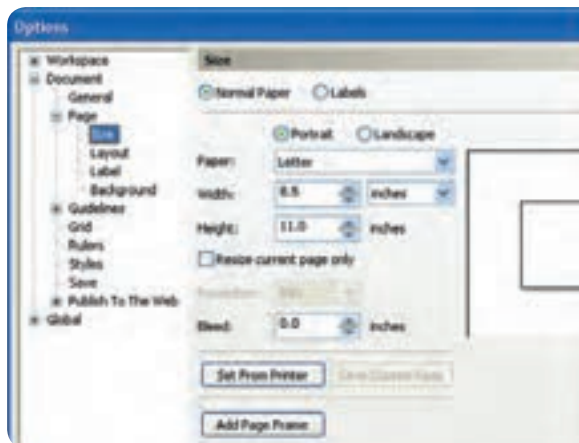 Options
Workspace
Document
General
Page
Size
Layout
Label
Background
Guidelines
Grid
Rulers
Styles
Save
Publish To The Web
Global
Size
Normal Paper Labels
Portrait Landscape
Paper: Letter
Width: 8.5 inches
Height: 11.0 inches
Resize current page only
Resolution:
Bleed: 0.0 inches
Set From Printer
Add Page Frame